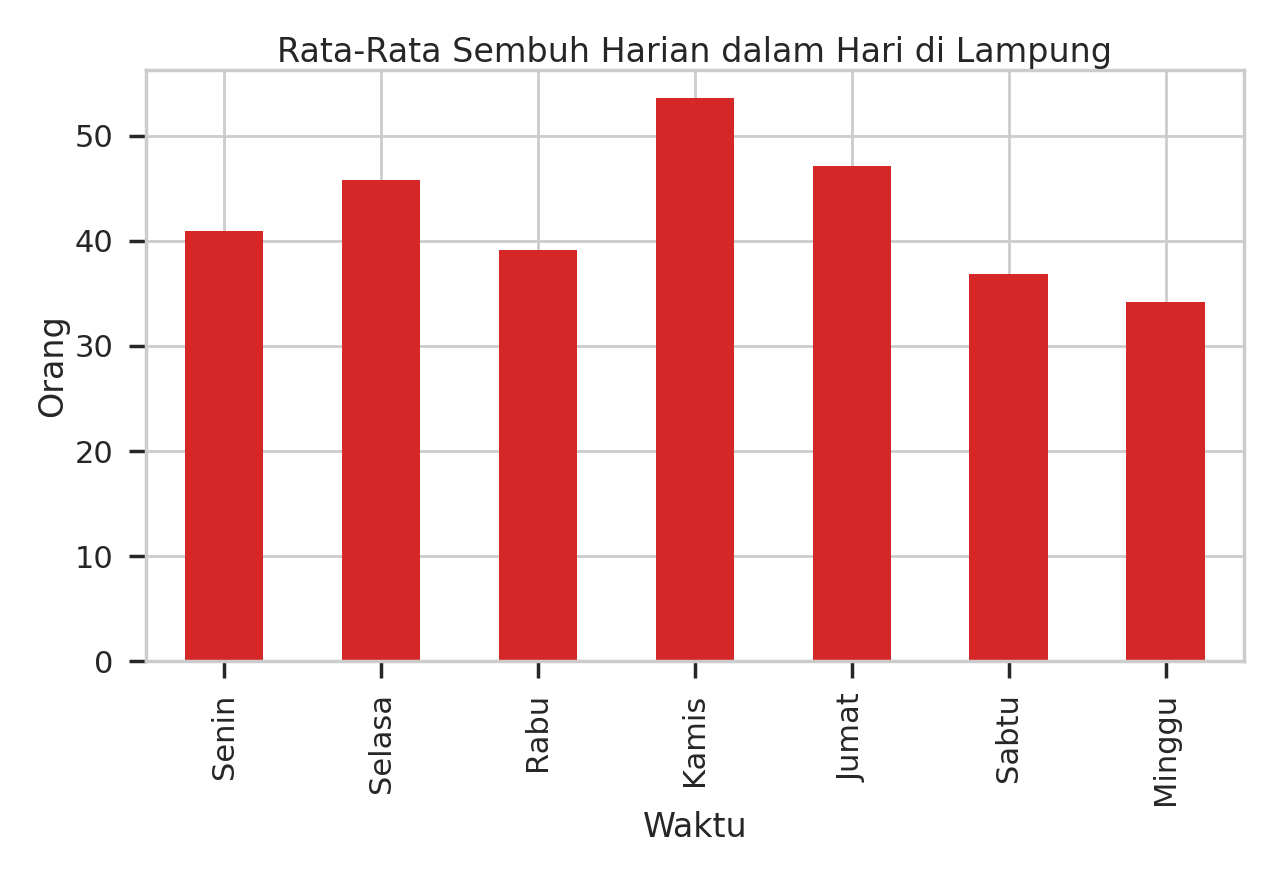 Rata-Rata Sembuh Harian dalam Hari di Lampung
Orang
50
40
30
20
10
0
Senin
Selasa
Rabu
Kamis
Jumat
Sabtu
Minggu
Waktu